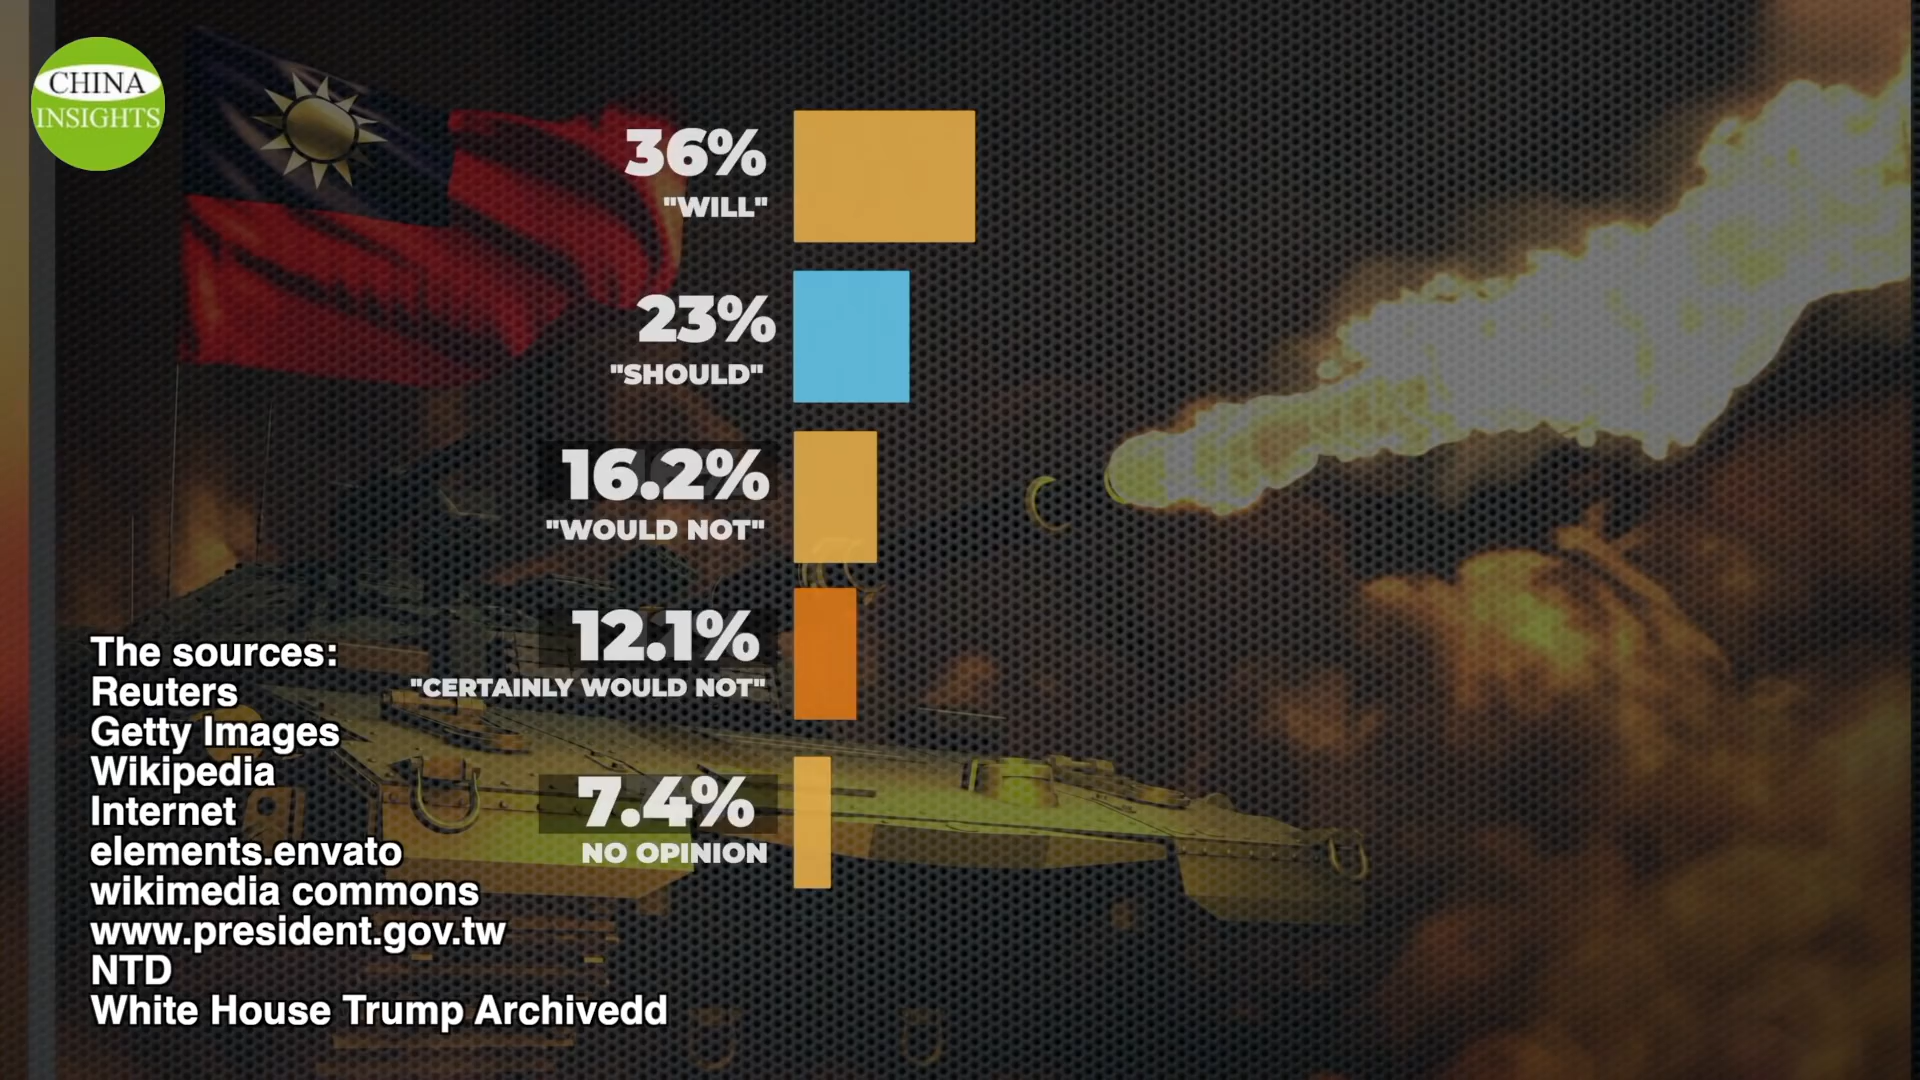 CHINA
INSIGHTS
36%
"WILL"
23%
"SHOULD"
16.2%
"WOULD NOT"
12.1%
"CERTAINLY WOULD NOT"
7.4%
NO OPINION
The sources:
Reuters
Getty Images
Wikipedia
Internet
elements.envato
wikimedia commons
www.president.gov.tw
NTD
White House Trump Archivedd